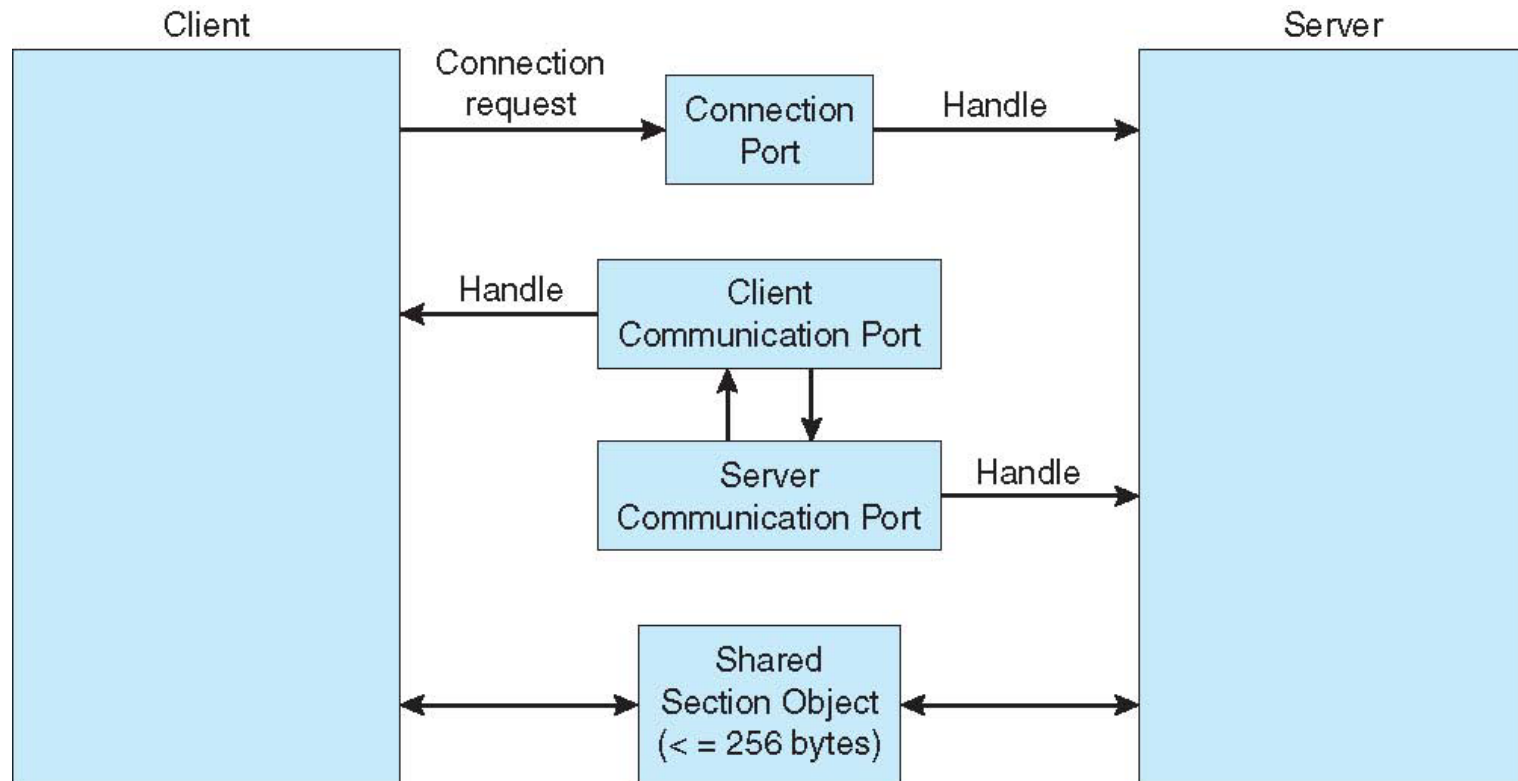 Client
Server
Connection
request
Connection
Port
Handle
Handle
Client
Communication Port
Server
Communication Port
Handle
Shared
Section Object
(< = 256 bytes)